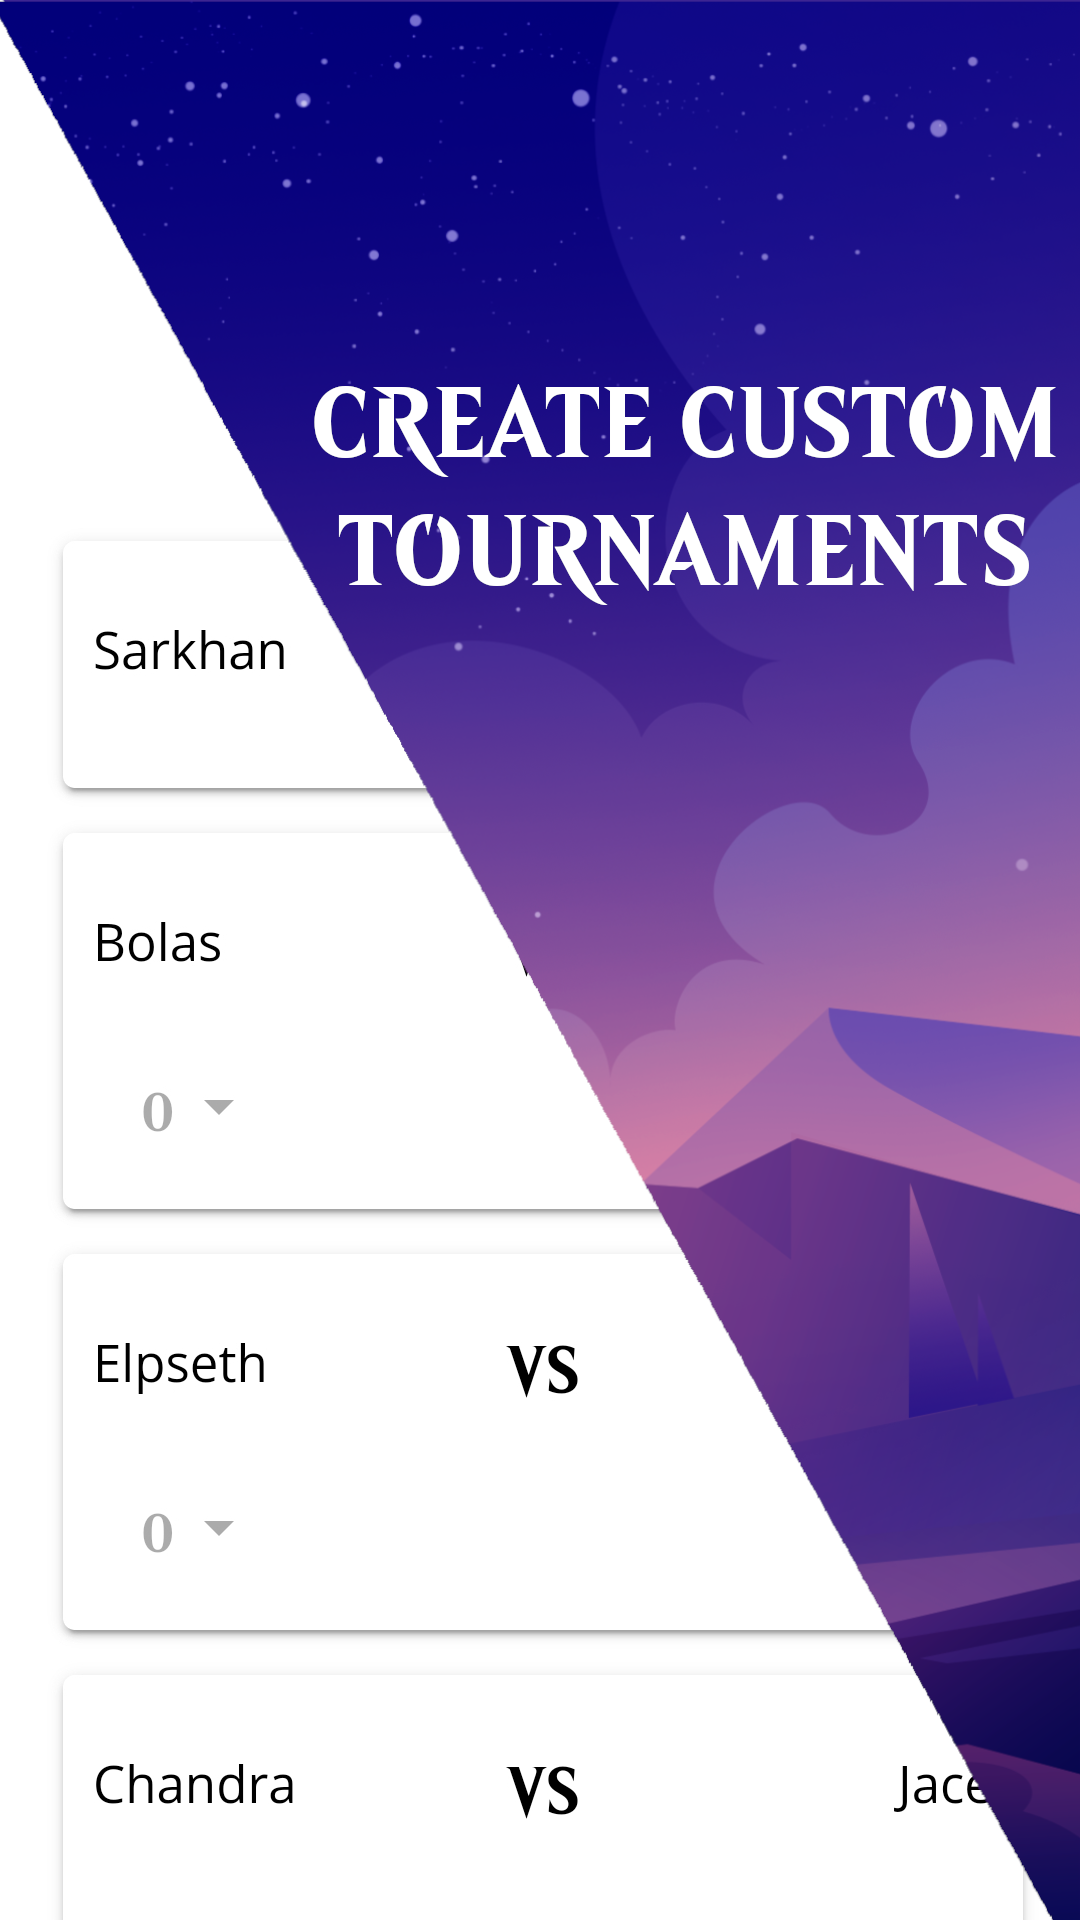 CREATE CUSTOM
TOURNAMENTS
Sarkhan
Bolas
0
Elpseth
VS
0
Chandra
VS
Jace